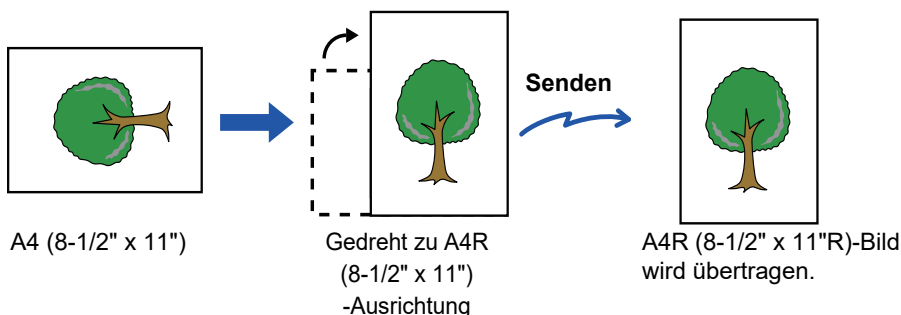 Senden
A4 (8-1/2" x 11")
Gedreht zu A4R
(8-1/2" x 11")
-Ausrichtung
A4R (8-1/2" x 11"R)-Bild
wird übertragen.